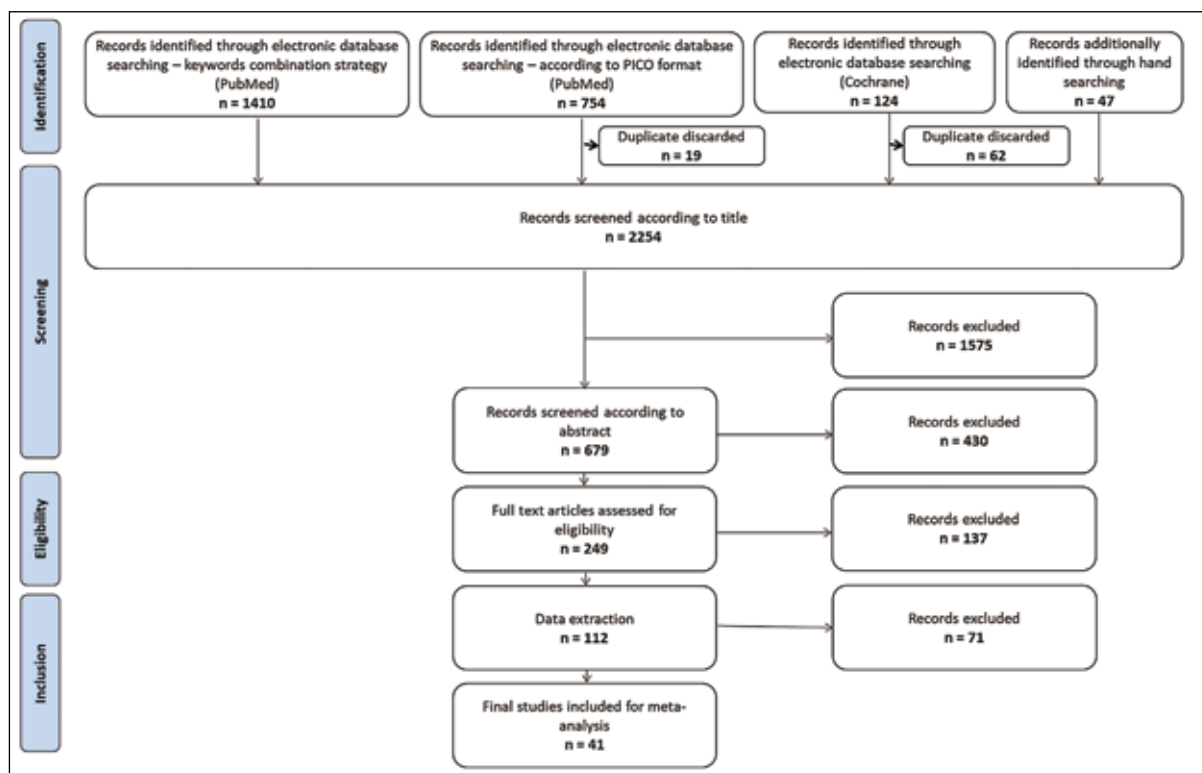 Identification
Records identified through electronic database
searching – keywords combination strategy
(PubMed)
n = 1410
Records identified through electronic database
searching – according to PICO format
(PubMed)
n = 754
Records identified through
electronic database searching
(Cochrane)
n = 124
Records additionally
identified through hand
searching
n = 47
Duplicate discarded
n = 19
Duplicate discarded
n = 62
Screening
Records screened according to title
n = 2254
Records excluded
n = 1575
Records screened according to
abstract
n = 679
Records excluded
n = 430
Eligibility
Full text articles assessed for
eligibility
n = 249
Records excluded
n = 137
Inclusion
Data extraction
n = 112
Records excluded
n = 71
Final studies included for meta-
analysis
n = 41